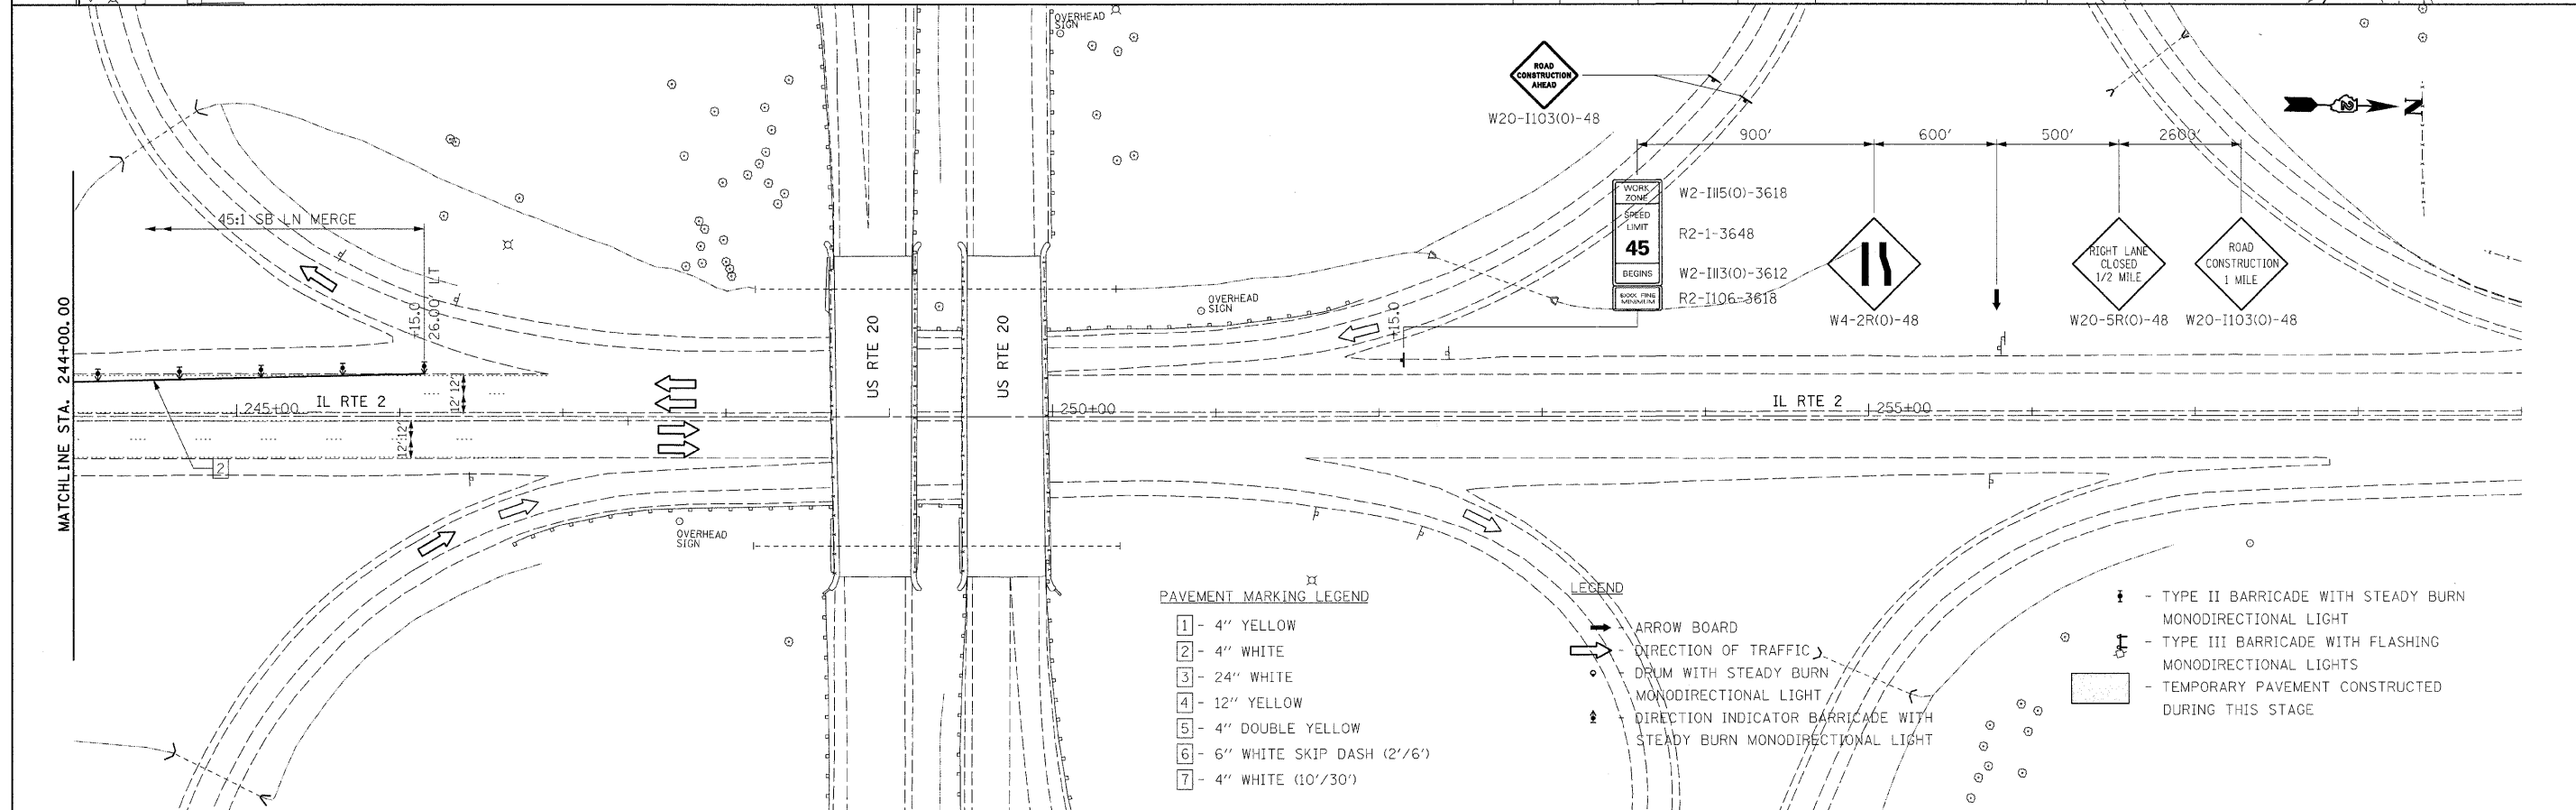 OVERHEAD
SIGN
ROAD
CONSTRUCTION
AHEAD
W20-I103(O)-48
2
N
900'
600'
500'
2600'
WORK
ZONE
SPEED
LIMIT
45
BEGINS
$XXX FINE
MINIMUM
W2-I115(O)-3618
R2-1-3648
W2-I113(O)-3612
R2-I106-3618
W4-2R(O)-48
RIGHT LANE
CLOSED
1/2 MILE
W20-5R(O)-48
ROAD
CONSTRUCTION
1 MILE
W20-I103(O)-48
45:1 SB LN MERGE
+15.0
26.00' LT
MATCHLINE STA. 244+00.00
US RTE 20
US RTE 20
OVERHEAD
SIGN
+15.0
12'
12'
245+00
IL RTE 2
250+00
IL RTE 2
255+00
12'
12'
2
OVERHEAD
SIGN
PAVEMENT MARKING LEGEND
1 - 4" YELLOW
2 - 4" WHITE
3 - 24" WHITE
4 - 12" YELLOW
5 - 4" DOUBLE YELLOW
6 - 6" WHITE SKIP DASH (2'/6')
7 - 4" WHITE (10'/30')
LEGEND
- ARROW BOARD
- DIRECTION OF TRAFFIC
- DRUM WITH STEADY BURN
MONODIRECTIONAL LIGHT
- DIRECTION INDICATOR BARRICADE WITH
STEADY BURN MONODIRECTIONAL LIGHT
- TYPE II BARRICADE WITH STEADY BURN
MONODIRECTIONAL LIGHT
- TYPE III BARRICADE WITH FLASHING
MONODIRECTIONAL LIGHTS
- TEMPORARY PAVEMENT CONSTRUCTED
DURING THIS STAGE